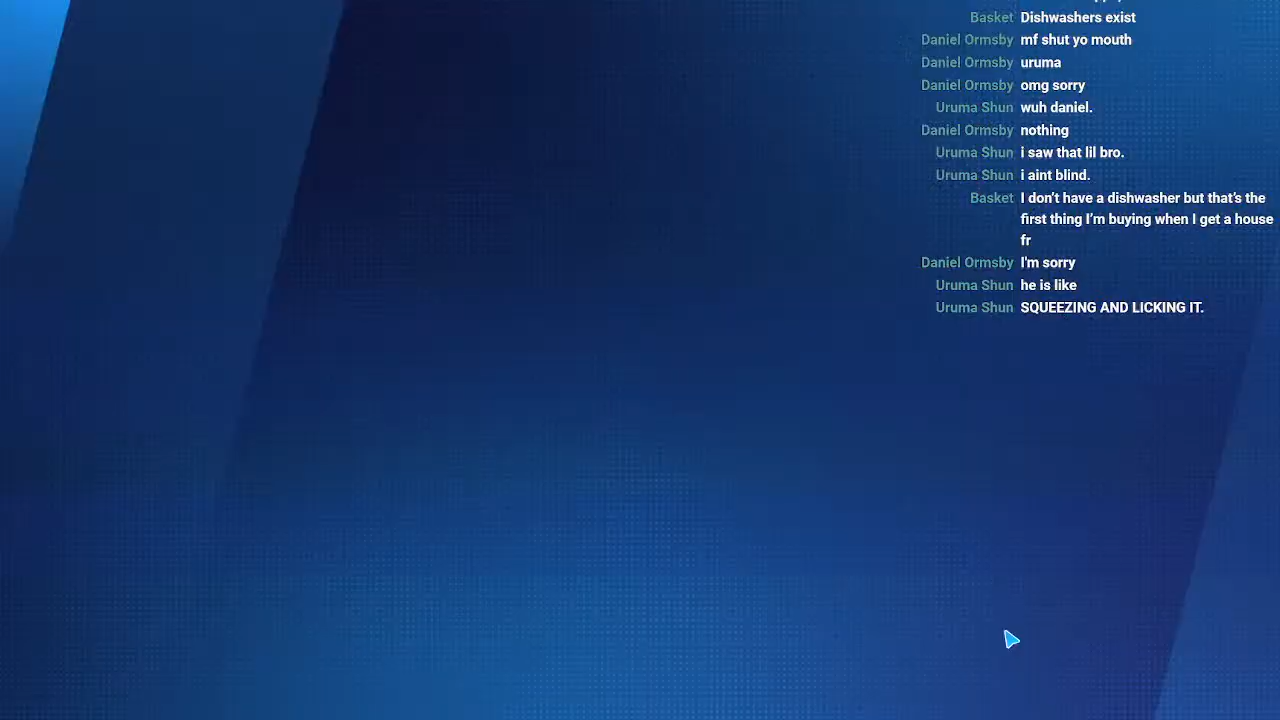 Basket Dishwashers exist
Daniel Ormsby mf shut yo mouth
Daniel Ormsby uruma
Daniel Ormsby omg sorry
Uruma Shun wuh daniel.
Daniel Ormsby nothing
Uruma Shun i saw that lil bro.
Uruma Shun i aint blind.
Basket I don’t have a dishwasher but that’s the
first thing I’m buying when I get a house
fr
Daniel Ormsby I'm sorry
Uruma Shun he is like
Uruma Shun SQUEEZING AND LICKING IT.